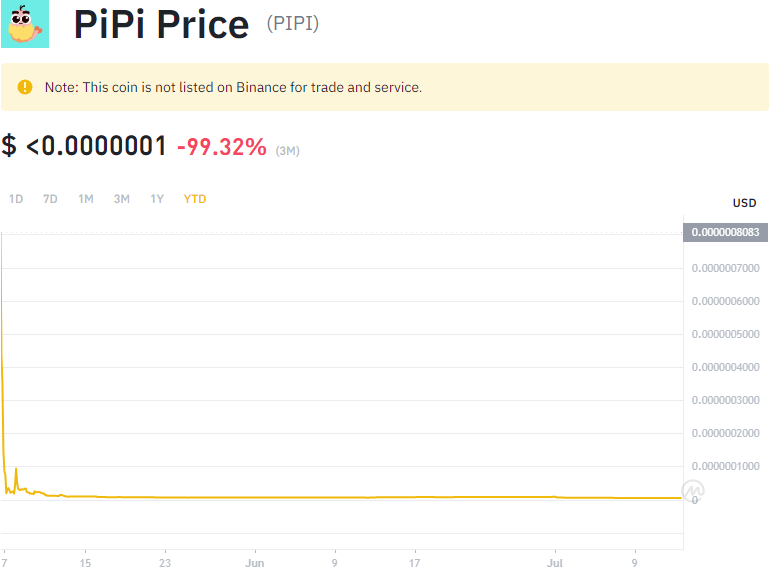 PiPi Price (PIPI)
Note: This coin is not listed on Binance for trade and service.
$ <0.0000001 -99.32% (3M)
1D 7D 1M 3M 1Y YTD
USD
0.0000008083
0.0000007000
0.0000006000
0.0000005000
0.0000004000
0.0000003000
0.0000002000
0.0000001000
0
7 15 23 Jun 9 17 Jul 9